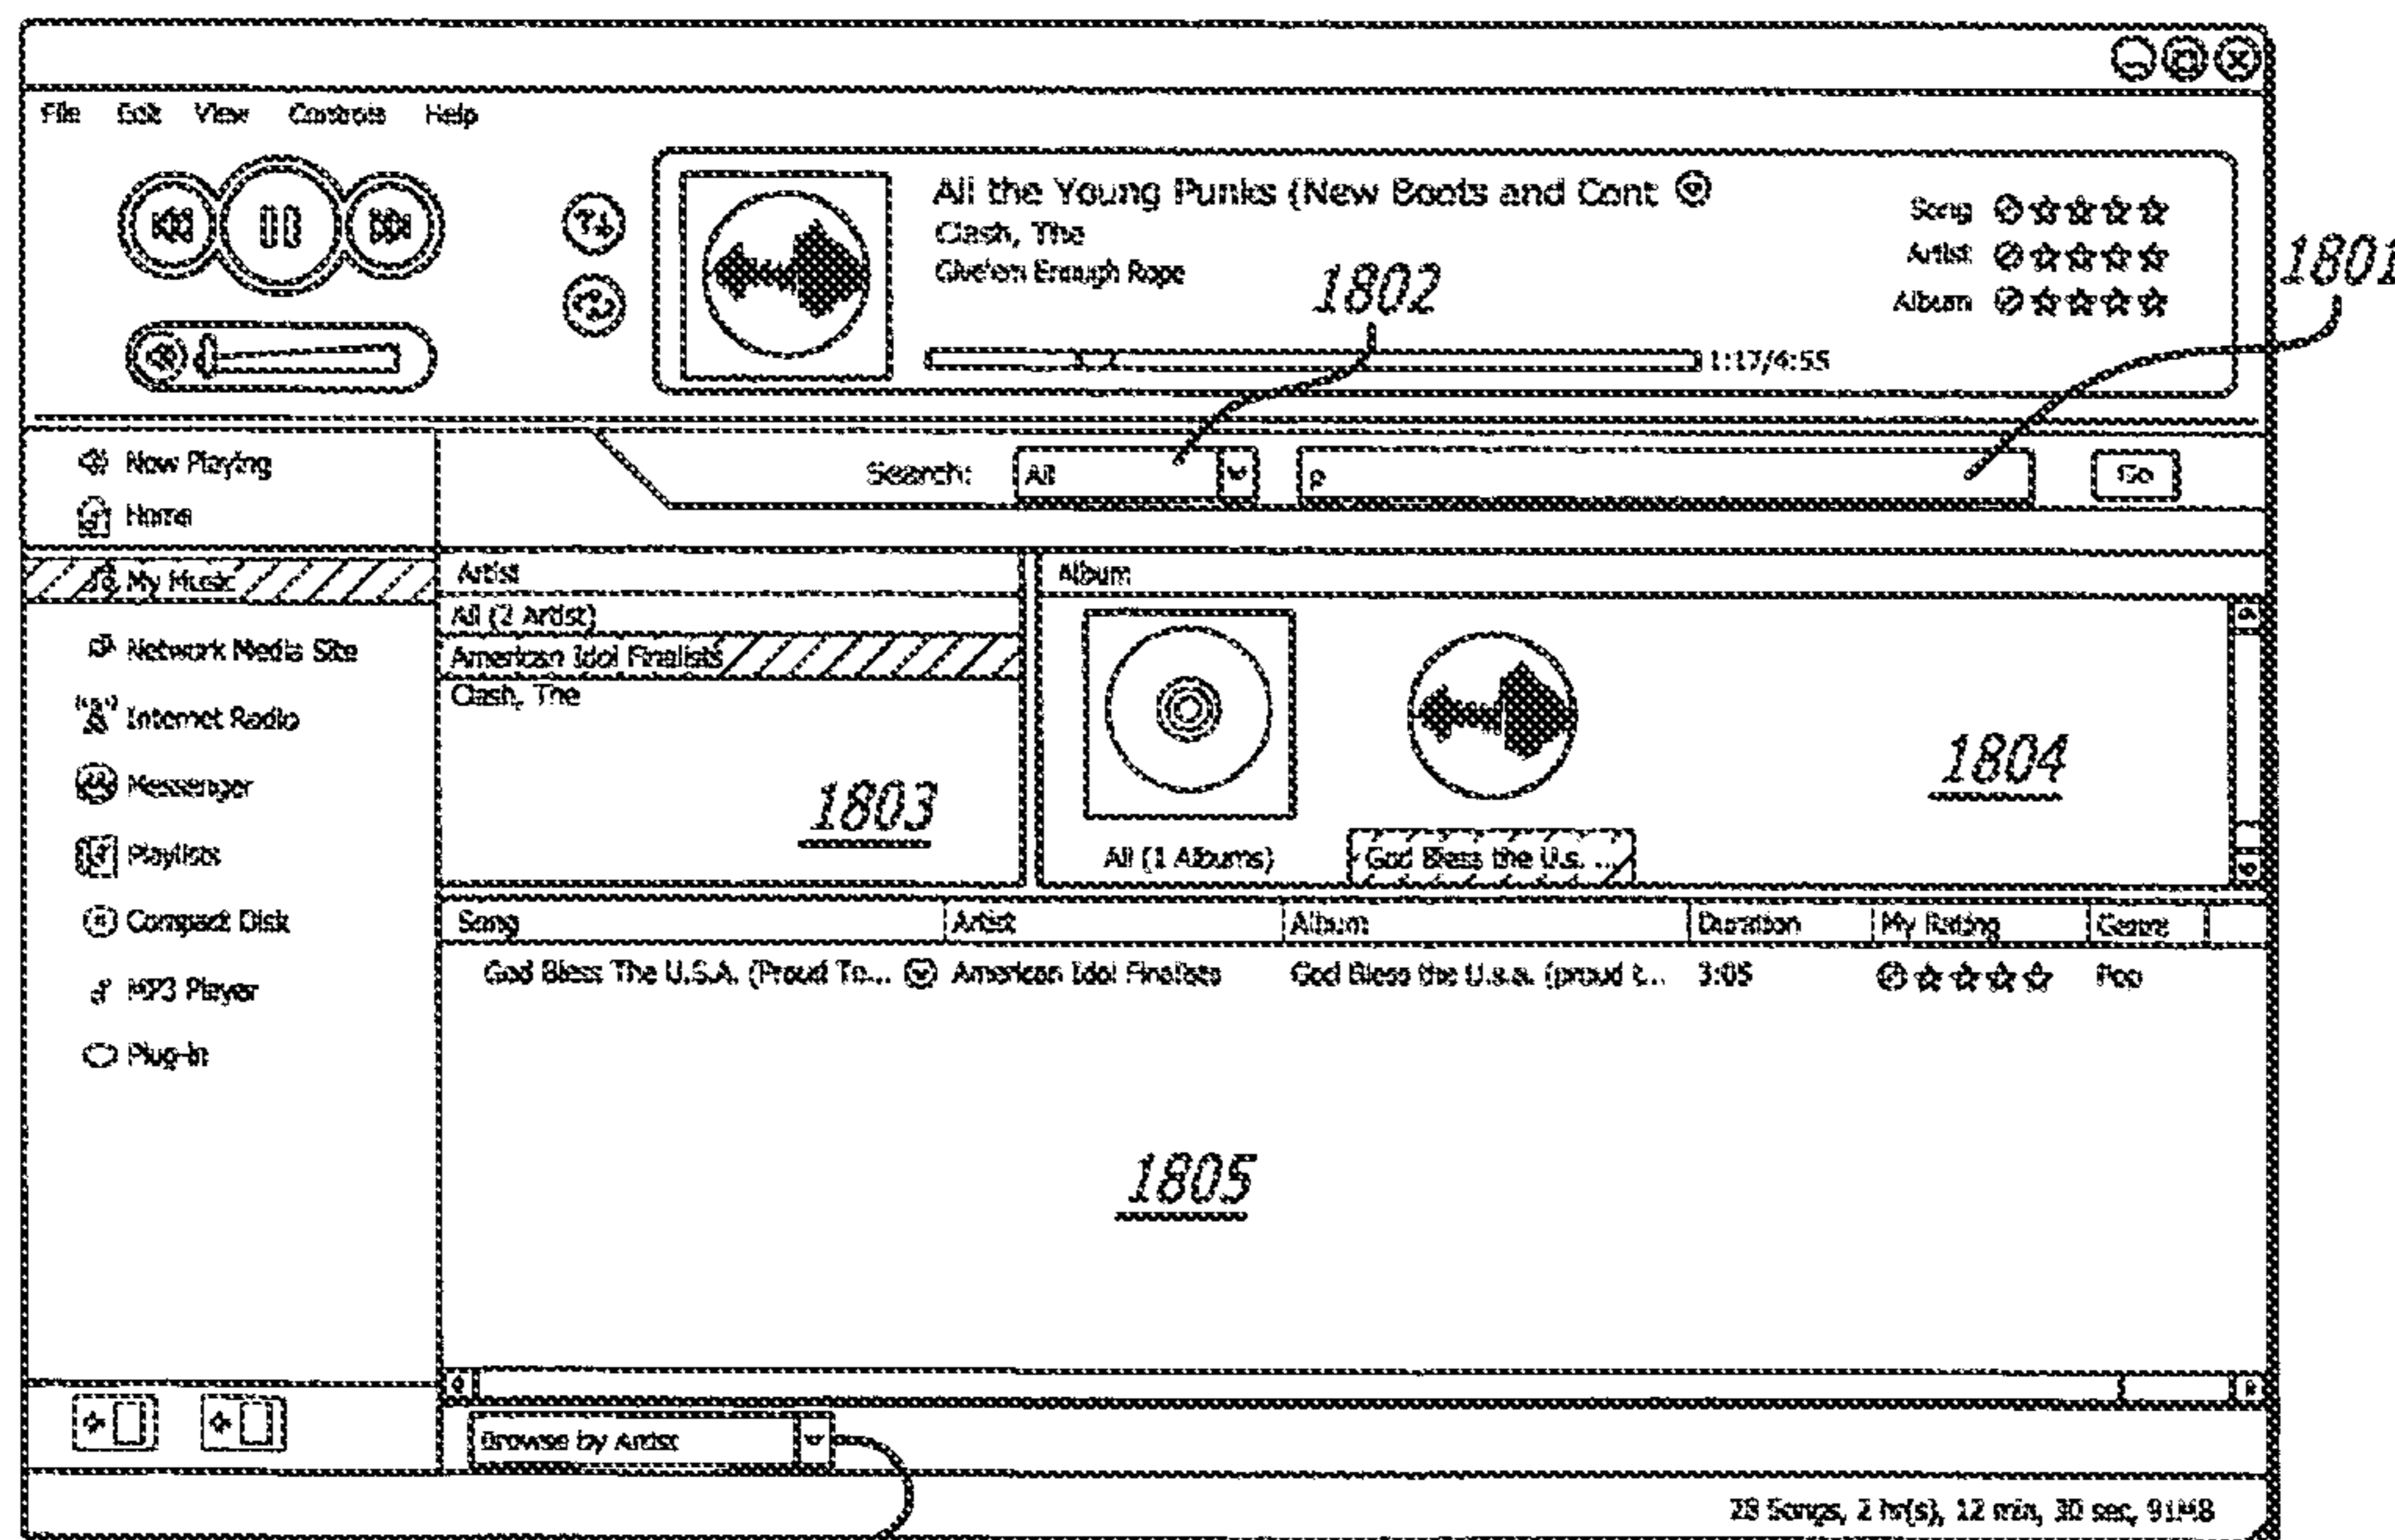 File Edit View Controls Help
All the Young Punks (New Boots and Cont
Clash, The
Give'em Enough Rope
Song
Artist
Album
1801
1802
1:17/4:55
Now Playing
Home
Search: All p Go
My Music
Network Media Site
Internet Radio
Messenger
Playlists
Compact Disk
MP3 Player
Plug-in
Artist
All (2 Artist)
American Idol Finalists
Clash, The
1803
Album
All (1 Albums)
God Bless the U.s. ...
1804
Song Artist Album Duration My Rating Genre
God Bless The U.S.A. (Proud To... American Idol Finalists God Bless the U.s.a. (proud t... 3:05 Pop
1805
Browse by Artist
28 Songs, 2 hr(s), 12 min, 30 sec, 91MB